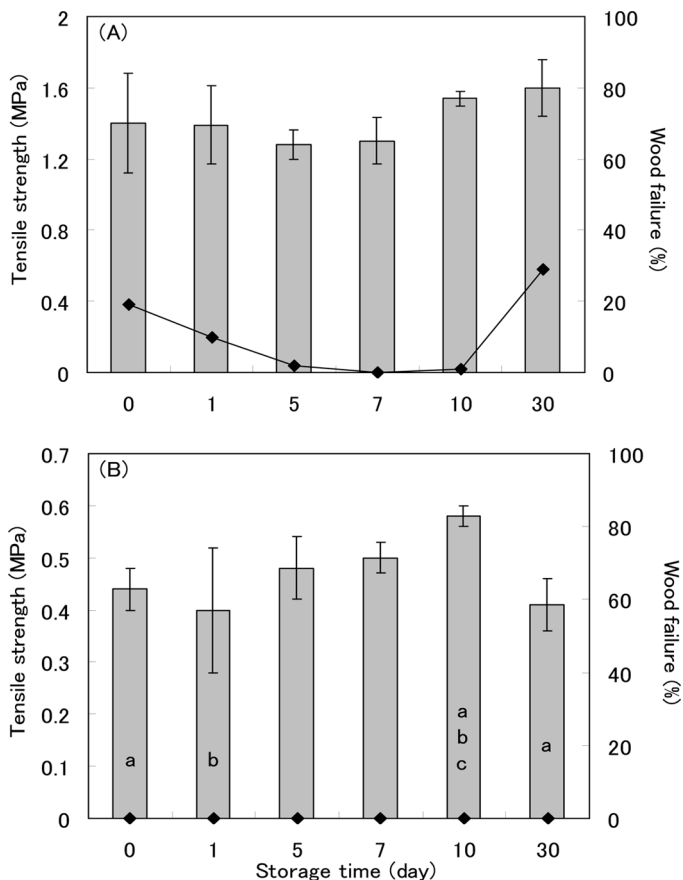 (A)
2
1.6
1.2
0.8
0.4
0
Tensile strength (MPa)
100
80
60
40
20
0
Wood failure (%)
0 1 5 7 10 30
(B)
0.7
0.6
0.5
0.4
0.3
0.2
0.1
0
Tensile strength (MPa)
100
80
60
40
20
0
Wood failure (%)
a
b
a
b
c
a
0 1 5 7 10 30
Storage time (day)